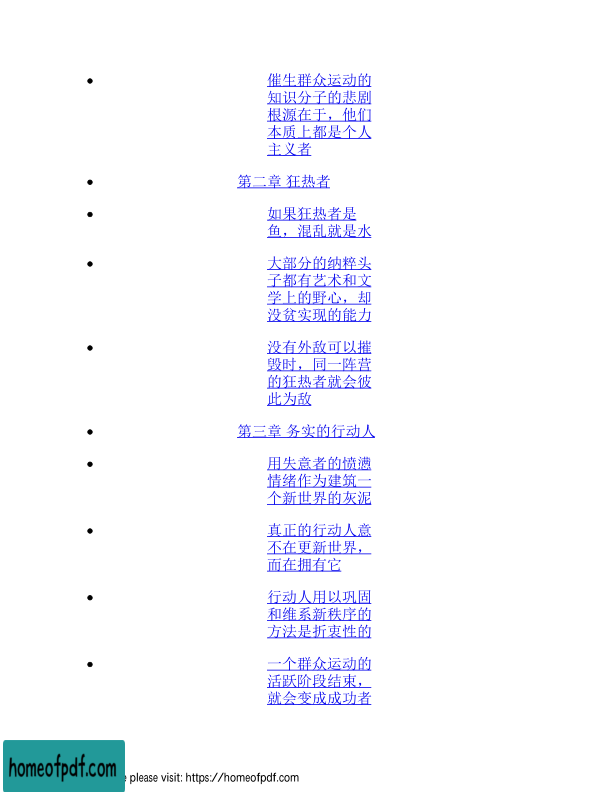 催生群众运动的
知识分子的悲剧
根源在于，他们
本质上都是个人
主义者
第二章 狂热者
如果狂热者是
鱼，混乱就是水
大部分的纳粹头
子都有艺术和文
学上的野心，却
没贫实现的能力
没有外敌可以摧
毁时，同一阵营
的狂热者就会彼
此为敌
第三章 务实的行动人
用失意者的愤懑
情绪作为建筑一
个新世界的灰泥
真正的行动人意
不在更新世界，
而在拥有它
行动人用以巩固
和维系新秩序的
方法是折衷性的
一个群众运动的
活跃阶段结束，
就会变成成功者
homeofpdf.com
e please visit: https://homeofpdf.com